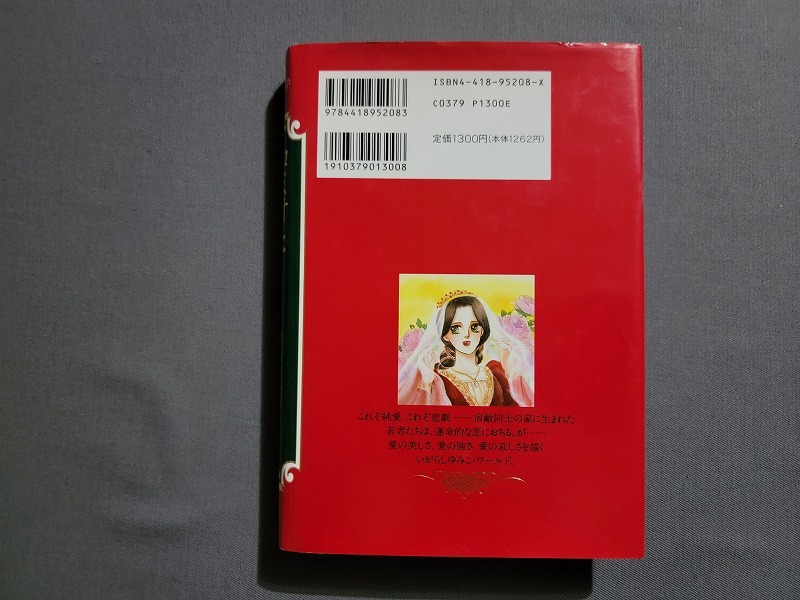 ISBN4-418-95208-X
C0379 P1300E
9784418952083
定価1300円(本体1262円)
1910379013008
これぞ純愛、これぞ悲劇――宿敵同士の家に生まれた
若者たちは、運命的な恋におちる。が……
愛の美しさ、愛の強さ、愛の哀しさを描く
いがらしゆみこ・ワールド。